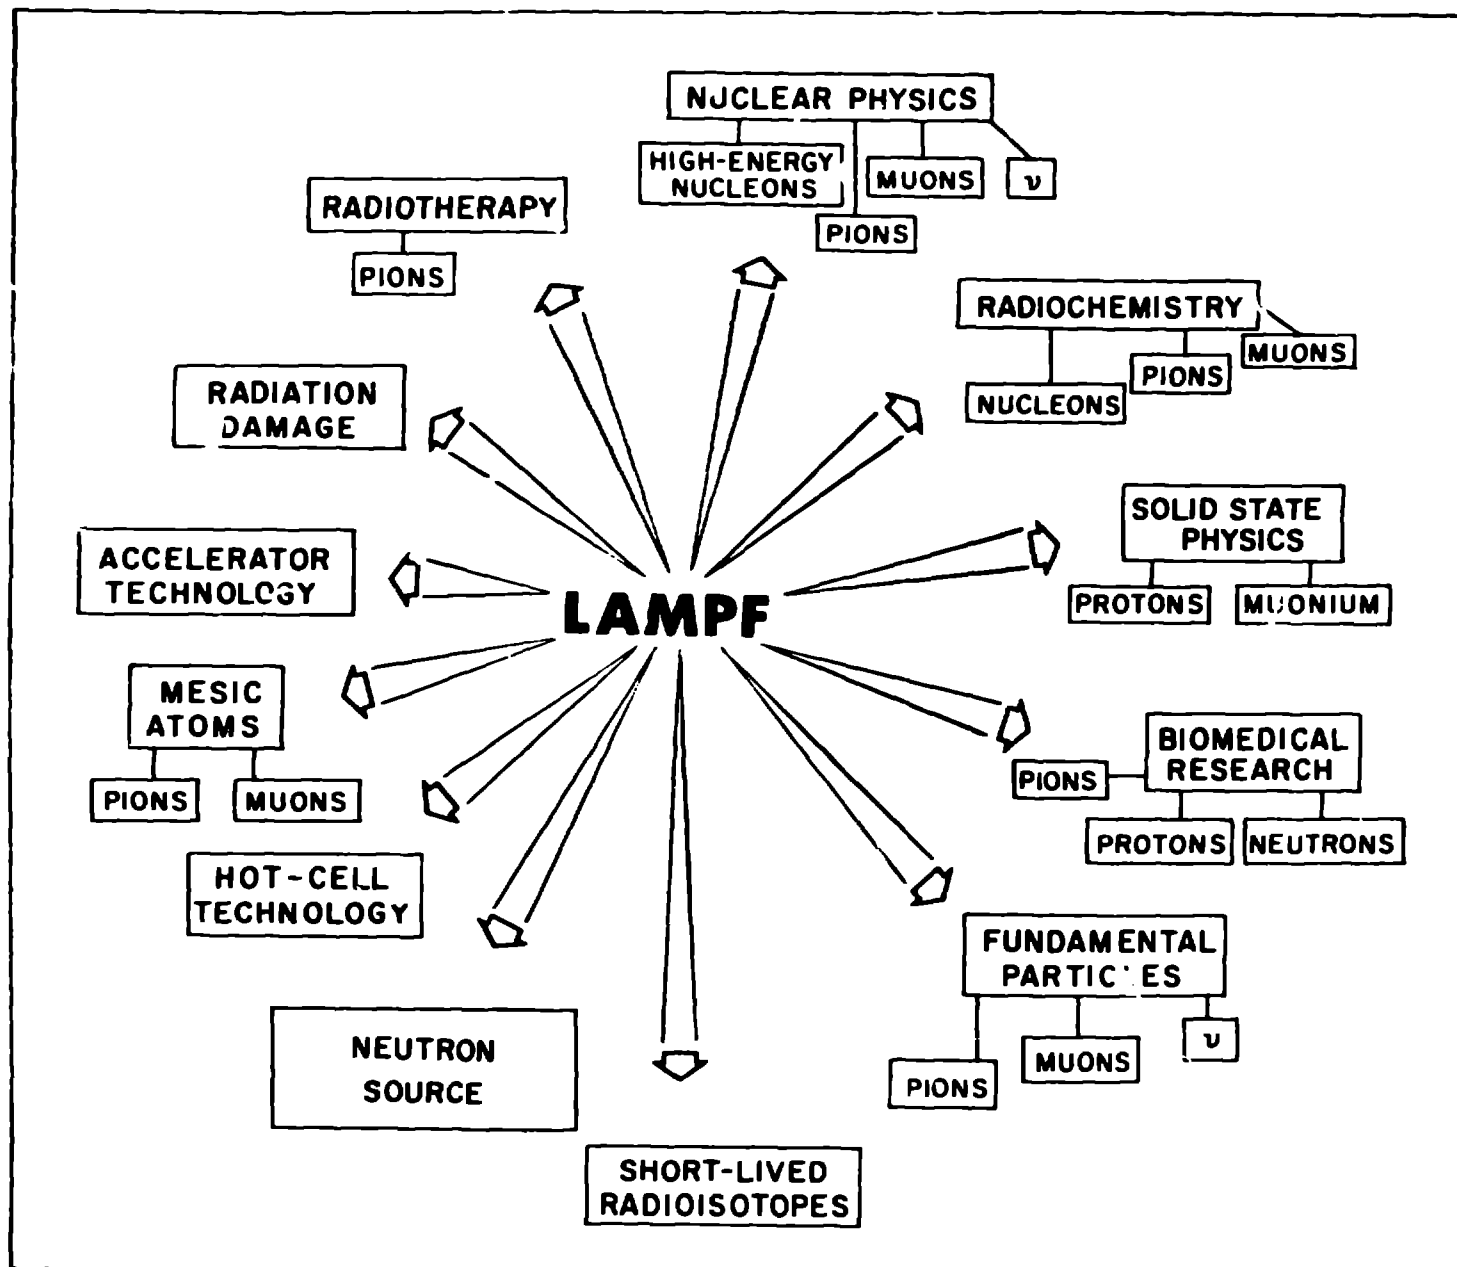 NUCLEAR PHYSICS
HIGH-ENERGY
NUCLEONS
PIONS
MUONS
ν
RADIOTHERAPY
PIONS
RADIOCHEMISTRY
NUCLEONS
PIONS
MUONS
RADIATION
DAMAGE
SOLID STATE
PHYSICS
PROTONS
MUONIUM
ACCELERATOR
TECHNOLOGY
LAMPF
MESIC
ATOMS
PIONS
MUONS
BIOMEDICAL
RESEARCH
PIONS
PROTONS
NEUTRONS
HOT-CELL
TECHNOLOGY
FUNDAMENTAL
PARTICLES
PIONS
MUONS
ν
NEUTRON
SOURCE
SHORT-LIVED
RADIOISOTOPES